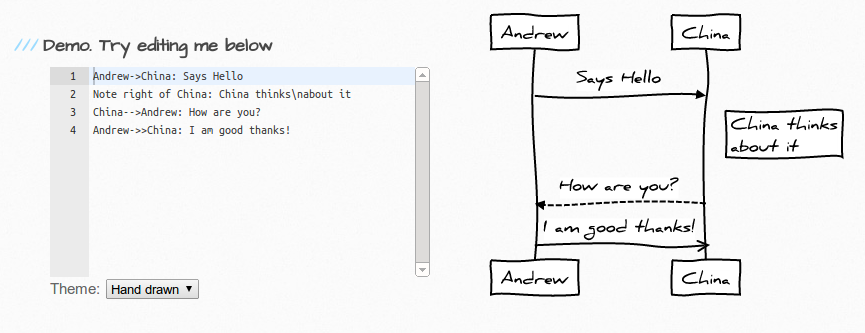 /// Demo. Try editing me below
1 Andrew->China: Says Hello
2 Note right of China: China thinks\nabout it
3 China-->Andrew: How are you?
4 Andrew->>China: I am good thanks!
Theme: Hand drawn ▼
Andrew China
Says Hello
China thinks
about it
How are you?
I am good thanks!
Andrew China